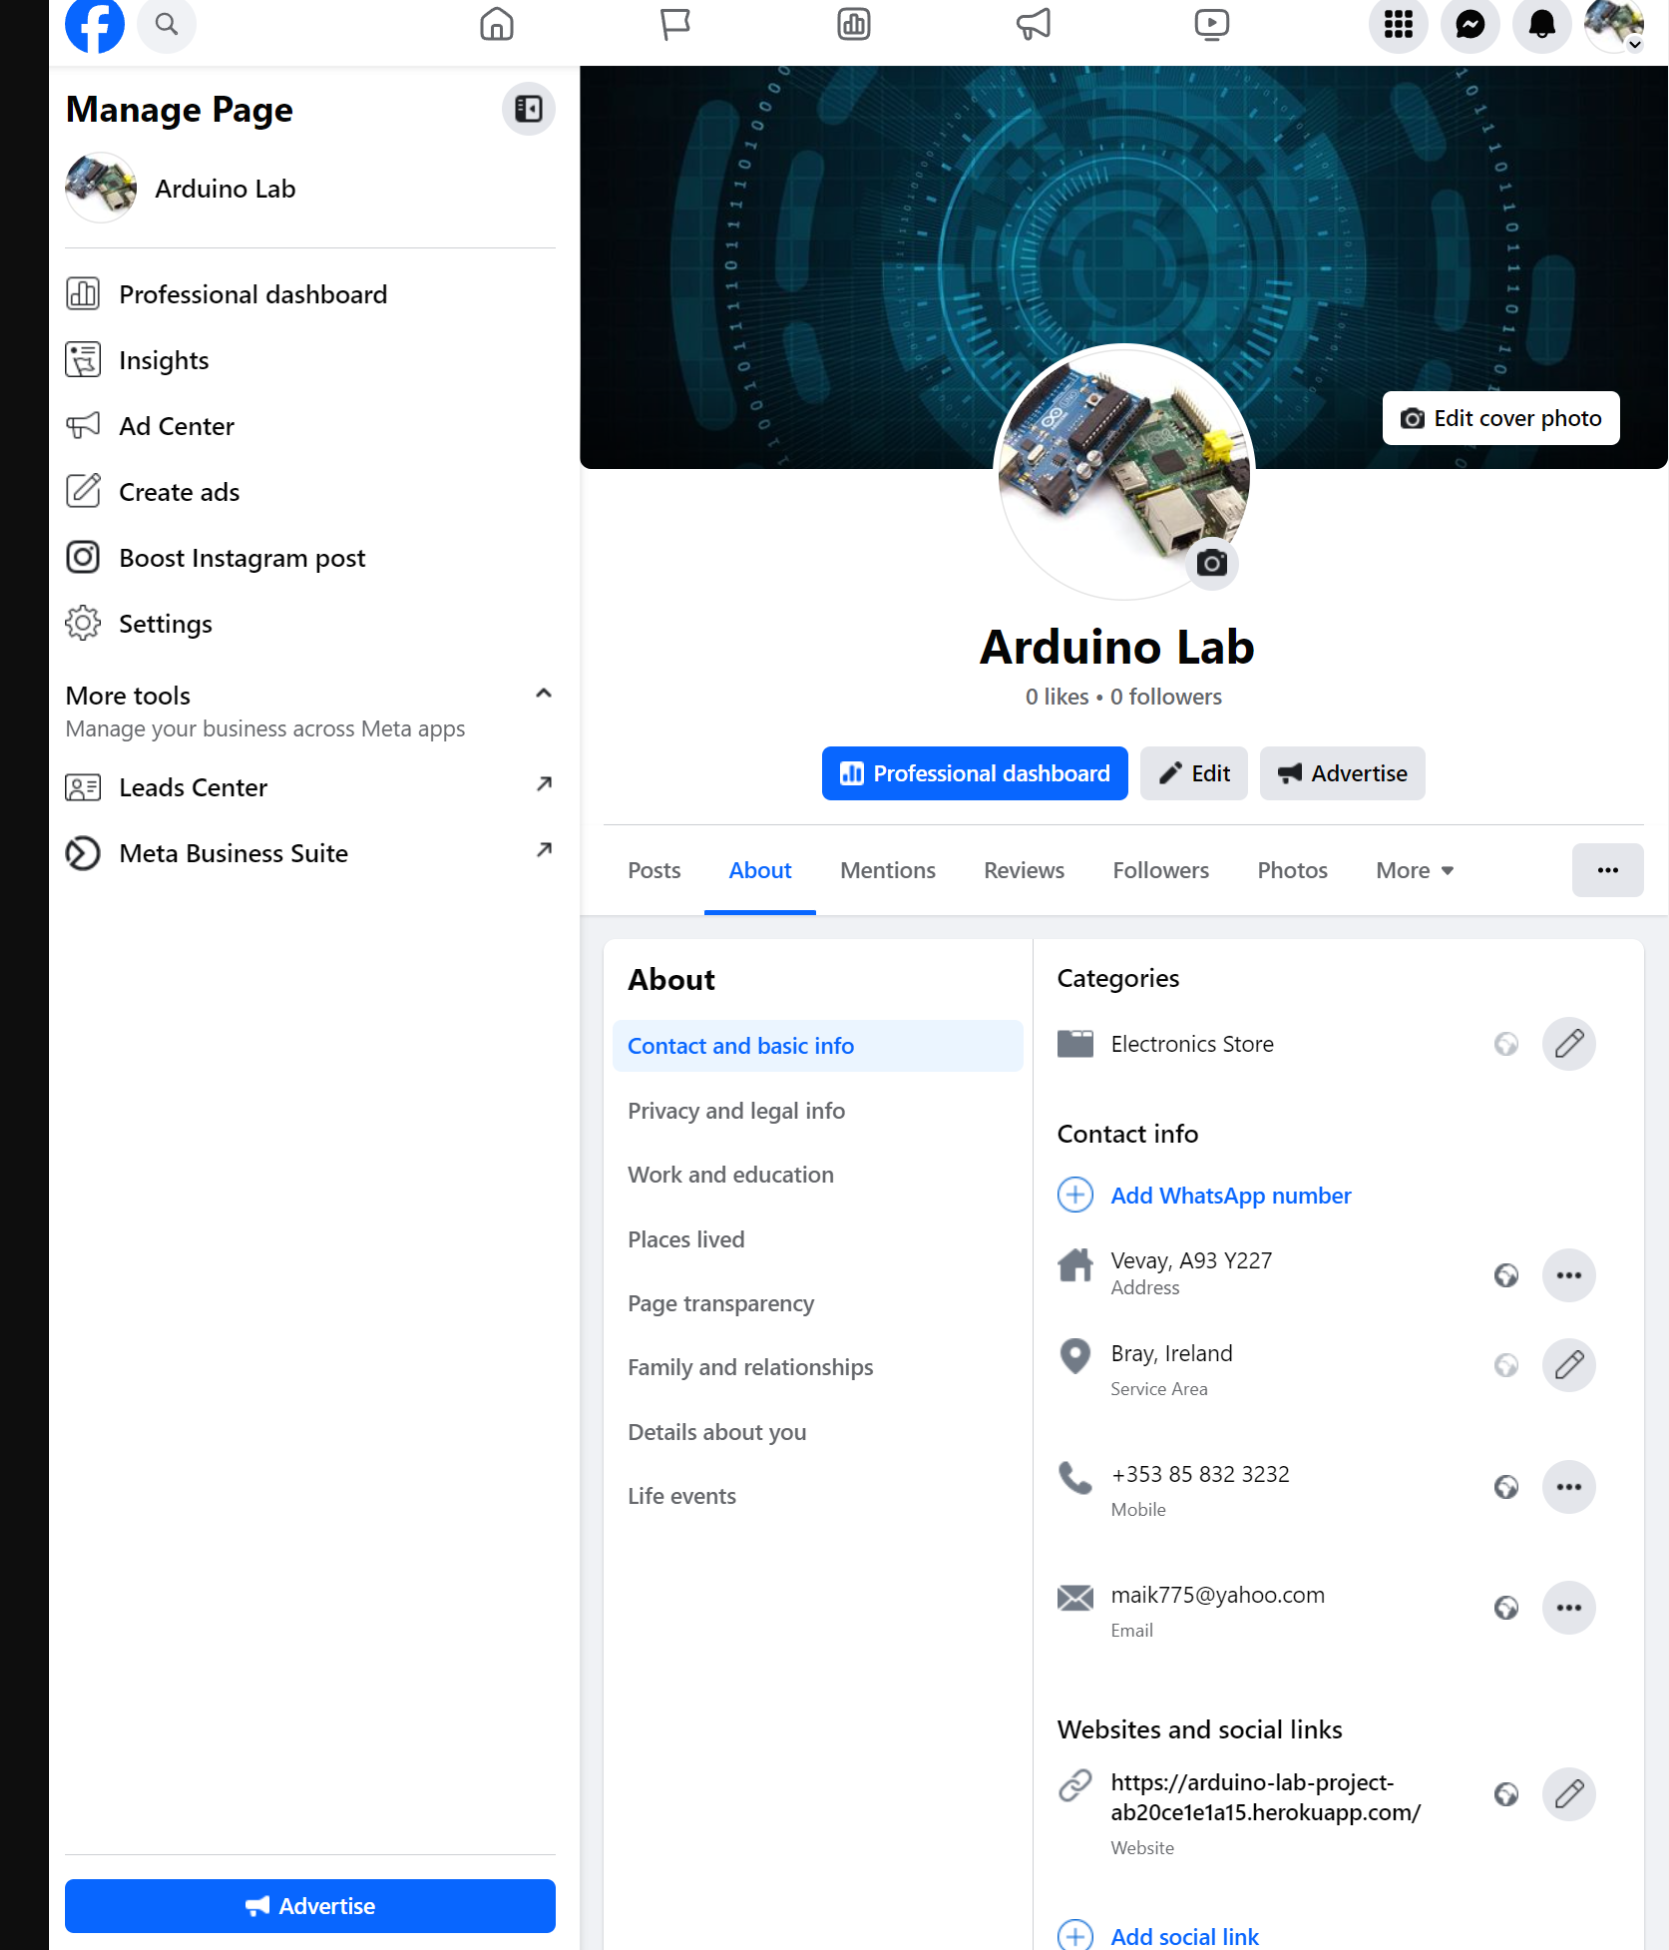 Manage Page
Arduino Lab
Professional dashboard
Insights
Ad Center
Create ads
Boost Instagram post
Settings
More tools
Manage your business across Meta apps
Leads Center
Meta Business Suite
Advertise
Edit cover photo
Arduino Lab
0 likes • 0 followers
Professional dashboard
Edit
Advertise
Posts
About
Mentions
Reviews
Followers
Photos
More
About
Contact and basic info
Privacy and legal info
Work and education
Places lived
Page transparency
Family and relationships
Details about you
Life events
Categories
Electronics Store
Contact info
Add WhatsApp number
Vevay, A93 Y227
Address
Bray, Ireland
Service Area
+353 85 832 3232
Mobile
maik775@yahoo.com
Email
Websites and social links
https://arduino-lab-project-
ab20ce1e1a15.herokuapp.com/
Website
Add social link